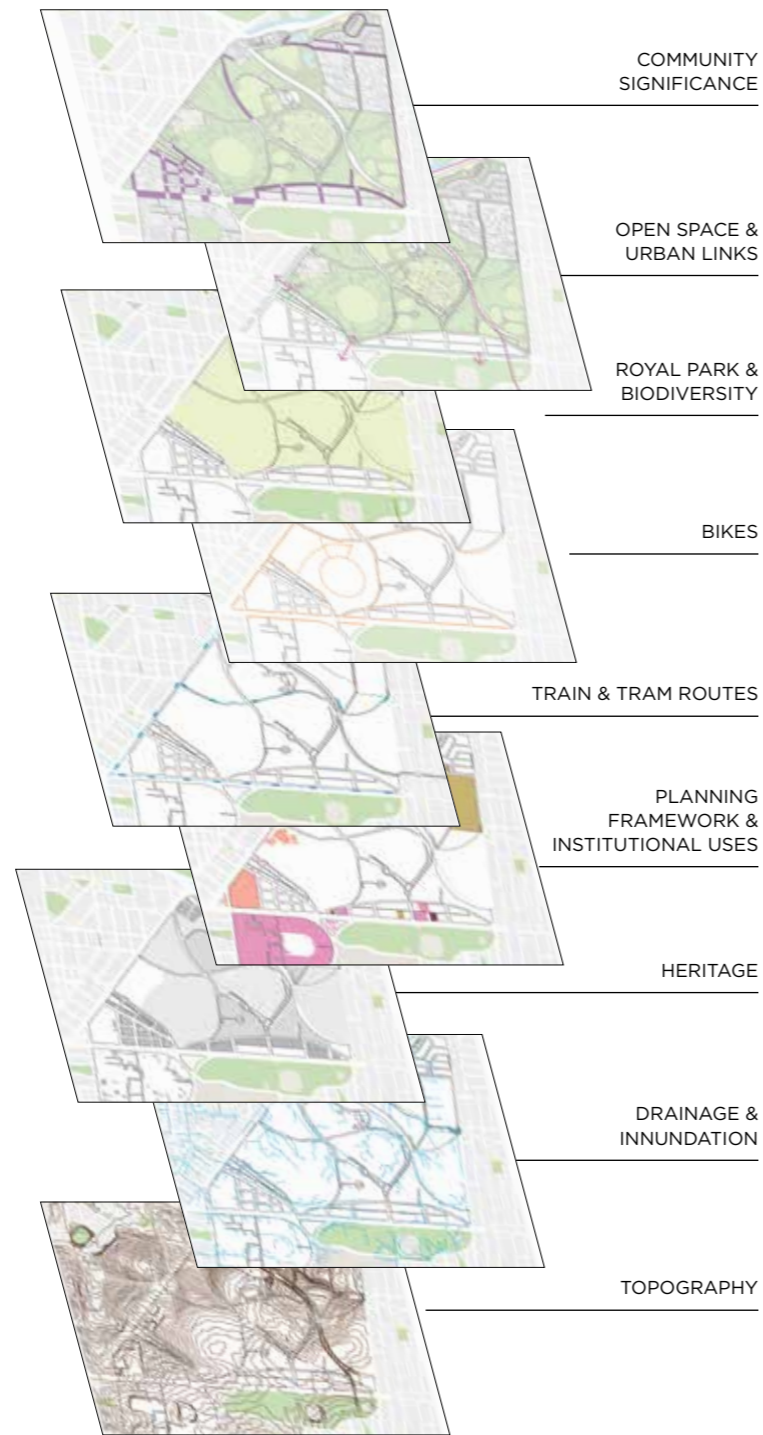 COMMUNITY
SIGNIFICANCE
OPEN SPACE &
URBAN LINKS
ROYAL PARK &
BIODIVERSITY
BIKES
TRAIN & TRAM ROUTES
PLANNING
FRAMEWORK &
INSTITUTIONAL USES
HERITAGE
DRAINAGE &
INNUNDATION
TOPOGRAPHY